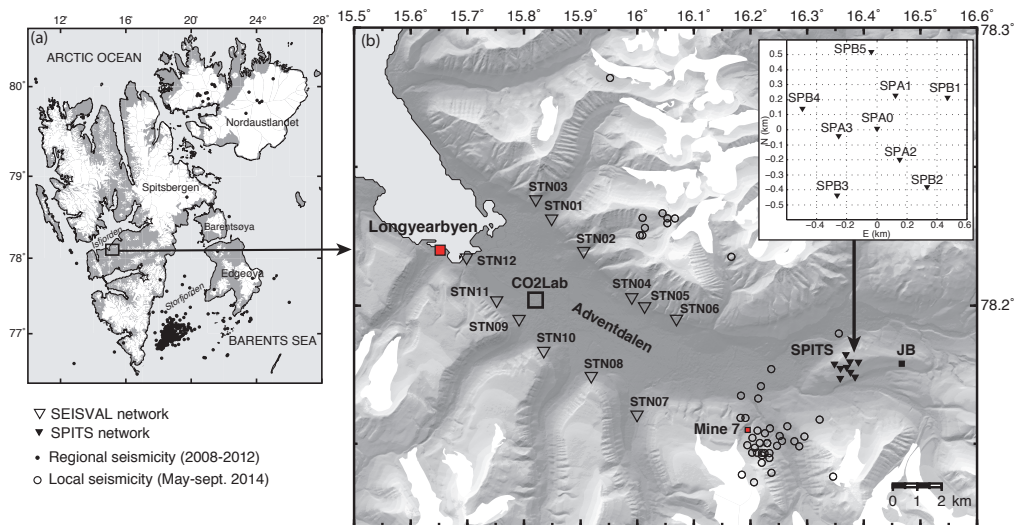 (a)
12 16 20 24 28°
ARCTIC OCEAN
80°
79°
78°
77°
Nordaustlandet
Spitsbergen
Barentsøya
Isfjorden
Edgeøya
Storfjorden
BARENTS SEA
SEISVAL network
SPITS network
Regional seismicity (2008-2012)
Local seismicity (May-sept. 2014)
15.5° 15.6° 15.7° 15.8° 15.9° 16° 16.1° 16.2° 16.3° 16.4° 16.5° 16.6°
(b)
78.3°
78.2°
STN03
STN01
Longyearbyen
STN02
STN12
CO2Lab
STN04
STN11
STN05
STN06
STN09
Adventdalen
STN10
SPITS
JB
STN08
STN07
Mine 7
0 1 2 km
0.5
0.4
0.3
0.2
0.1
0
−0.1
−0.2
−0.3
−0.4
−0.5
N (km)
SPB5
SPA1
SPB1
SPB4
SPA0
SPA3
SPA2
SPB3
SPB2
−0.4 −0.2 0 0.2 0.4 0.6
E (km)